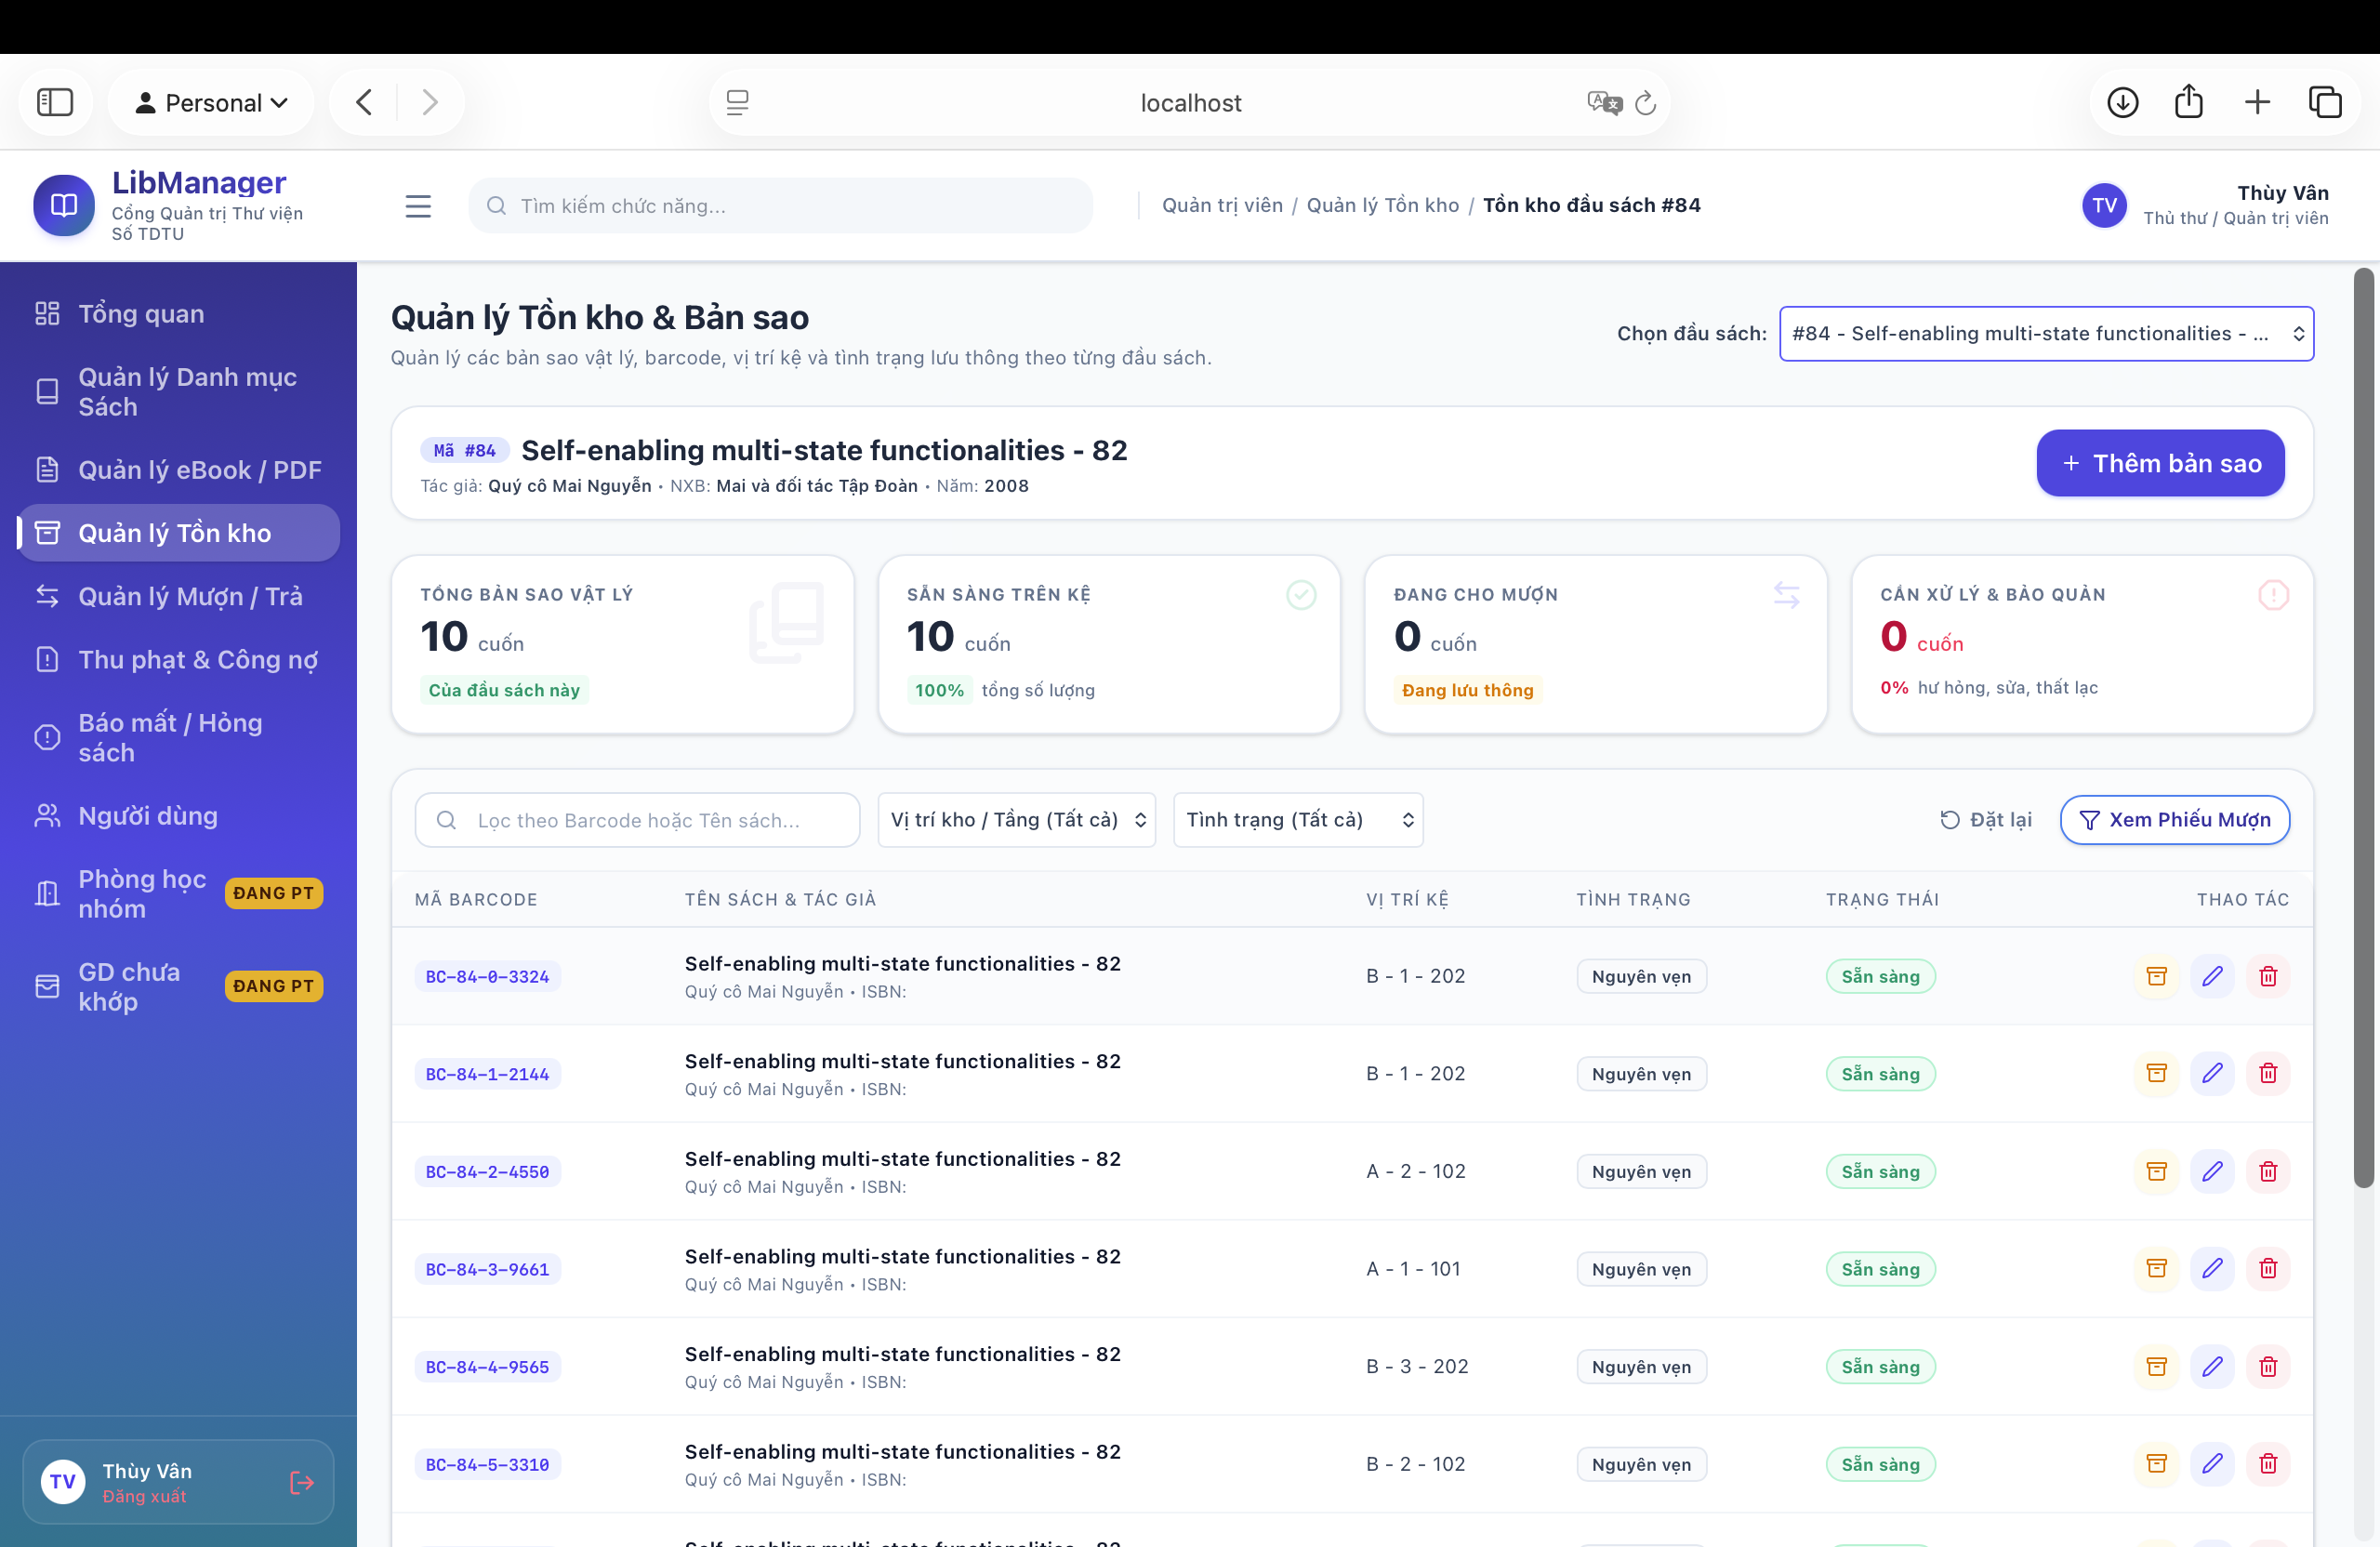 Personal
localhost
LibManager
Cổng Quản trị Thư viện
Số TDTU
Tìm kiếm chức năng...
Quản trị viên / Quản lý Tồn kho / Tồn kho đầu sách #84
TV
Thùy Vân
Thủ thư / Quản trị viên
Tổng quan
Quản lý Danh mục
Sách
Quản lý eBook / PDF
Quản lý Tồn kho
Quản lý Mượn / Trả
Thu phạt & Công nợ
Báo mất / Hỏng
sách
Người dùng
Phòng học
nhóm
ĐANG PT
GD chưa
khớp
ĐANG PT
TV
Thùy Vân
Đăng xuất
Quản lý Tồn kho & Bản sao
Quản lý các bản sao vật lý, barcode, vị trí kệ và tình trạng lưu thông theo từng đầu sách.
Chọn đầu sách:
#84 - Self-enabling multi-state functionalities - ...
Mã #84
Self-enabling multi-state functionalities - 82
Tác giả: Quý cô Mai Nguyễn • NXB: Mai và đối tác Tập Đoàn • Năm: 2008
+ Thêm bản sao
TỔNG BẢN SAO VẬT LÝ
10 cuốn
Của đầu sách này
SẴN SÀNG TRÊN KỆ
10 cuốn
100% tổng số lượng
ĐANG CHO MƯỢN
0 cuốn
Đang lưu thông
CẦN XỬ LÝ & BẢO QUẢN
0 cuốn
0% hư hỏng, sửa, thất lạc
Lọc theo Barcode hoặc Tên sách...
Vị trí kho / Tầng (Tất cả)
Tình trạng (Tất cả)
Đặt lại
Xem Phiếu Mượn
MÃ BARCODE TÊN SÁCH & TÁC GIẢ VỊ TRÍ KỆ TÌNH TRẠNG TRẠNG THÁI THAO TÁC
BC-84-0-3324
Self-enabling multi-state functionalities - 82
Quý cô Mai Nguyễn • ISBN:
B - 1 - 202
Nguyên vẹn
Sẵn sàng
BC-84-1-2144
Self-enabling multi-state functionalities - 82
Quý cô Mai Nguyễn • ISBN:
B - 1 - 202
Nguyên vẹn
Sẵn sàng
BC-84-2-4550
Self-enabling multi-state functionalities - 82
Quý cô Mai Nguyễn • ISBN:
A - 2 - 102
Nguyên vẹn
Sẵn sàng
BC-84-3-9661
Self-enabling multi-state functionalities - 82
Quý cô Mai Nguyễn • ISBN:
A - 1 - 101
Nguyên vẹn
Sẵn sàng
BC-84-4-9565
Self-enabling multi-state functionalities - 82
Quý cô Mai Nguyễn • ISBN:
B - 3 - 202
Nguyên vẹn
Sẵn sàng
BC-84-5-3310
Self-enabling multi-state functionalities - 82
Quý cô Mai Nguyễn • ISBN:
B - 2 - 102
Nguyên vẹn
Sẵn sàng